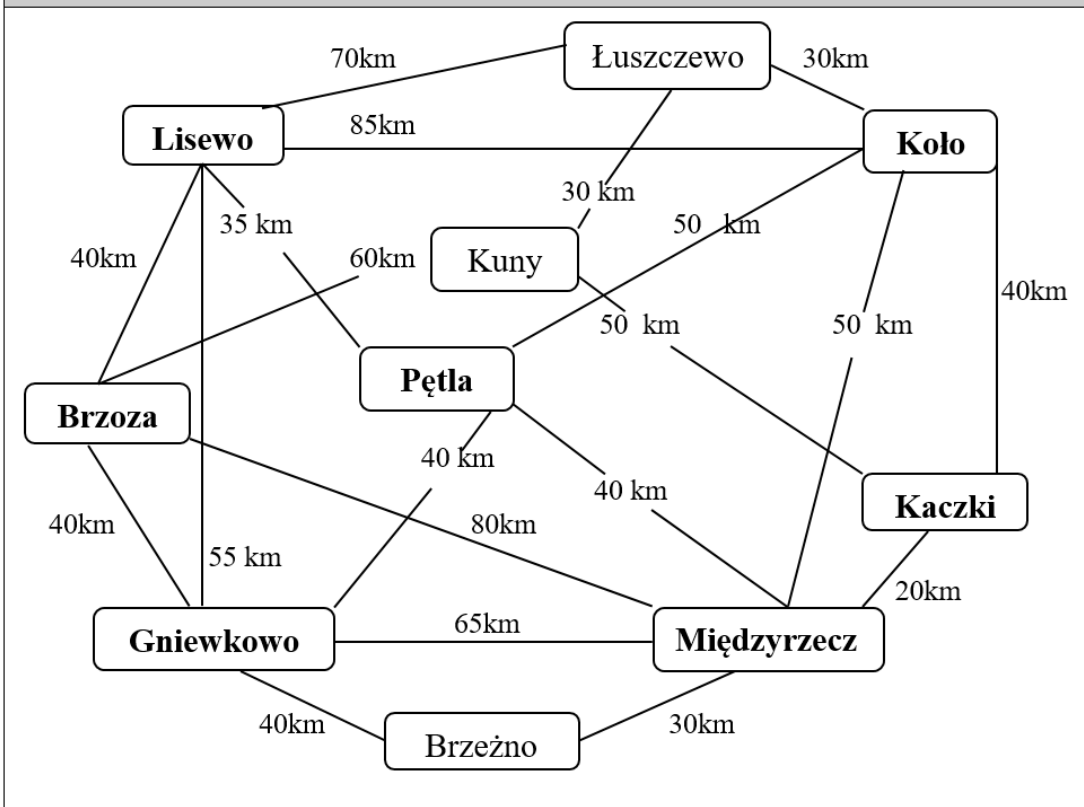 Łuszczewo
70km
30km
Lisewo
85km
Koło
30 km
35 km
50 km
40km
60km
Kuny
40km
50 km
50 km
Pętla
Brzoza
40 km
40 km
Kaczki
40km
80km
55 km
20km
Gniewkowo
65km
Międzyrzecz
40km
Brzeżno
30km